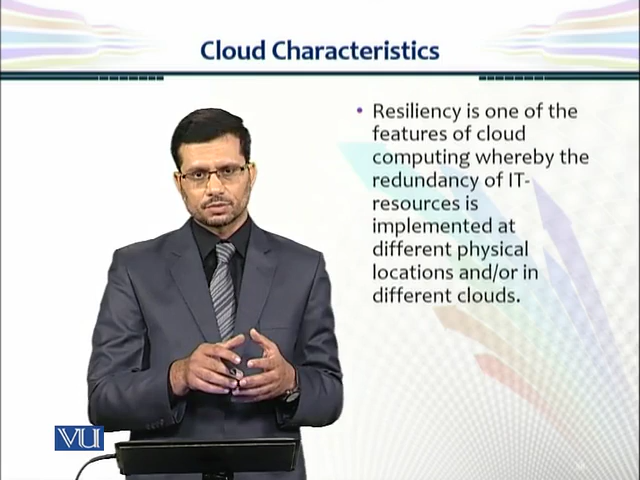 Cloud Characteristics
• Resiliency is one of the
features of cloud
computing whereby the
redundancy of IT-
resources is
implemented at
different physical
locations and/or in
different clouds.
VU